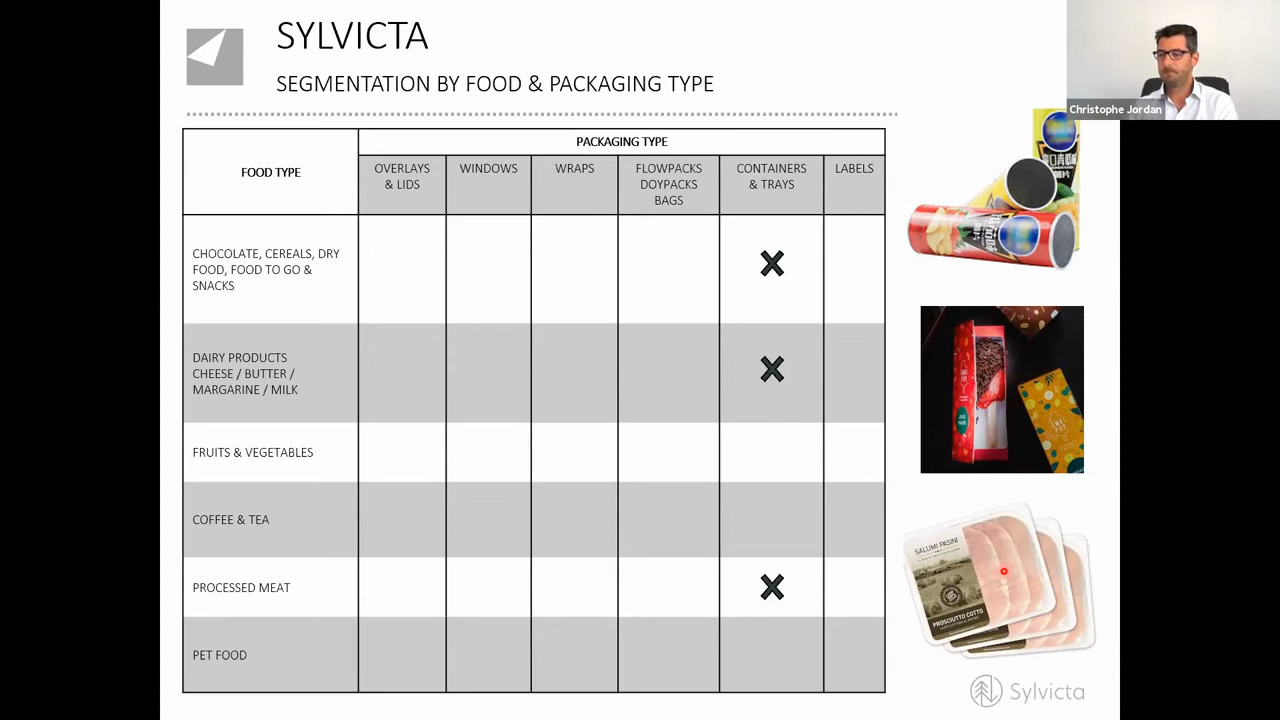 SYLVICTA
SEGMENTATION BY FOOD & PACKAGING TYPE
Christophe Jordan
FOOD TYPE
PACKAGING TYPE
OVERLAYS
& LIDS
WINDOWS
WRAPS
FLOWPACKS
DOYPACKS
BAGS
CONTAINERS
& TRAYS
LABELS
CHOCOLATE, CEREALS, DRY
FOOD, FOOD TO GO &
SNACKS
DAIRY PRODUCTS
CHEESE / BUTTER /
MARGARINE / MILK
FRUITS & VEGETABLES
COFFEE & TEA
PROCESSED MEAT
PET FOOD
SALUMI PASINI
PROSCIUTTO COTTO
Sylvicta